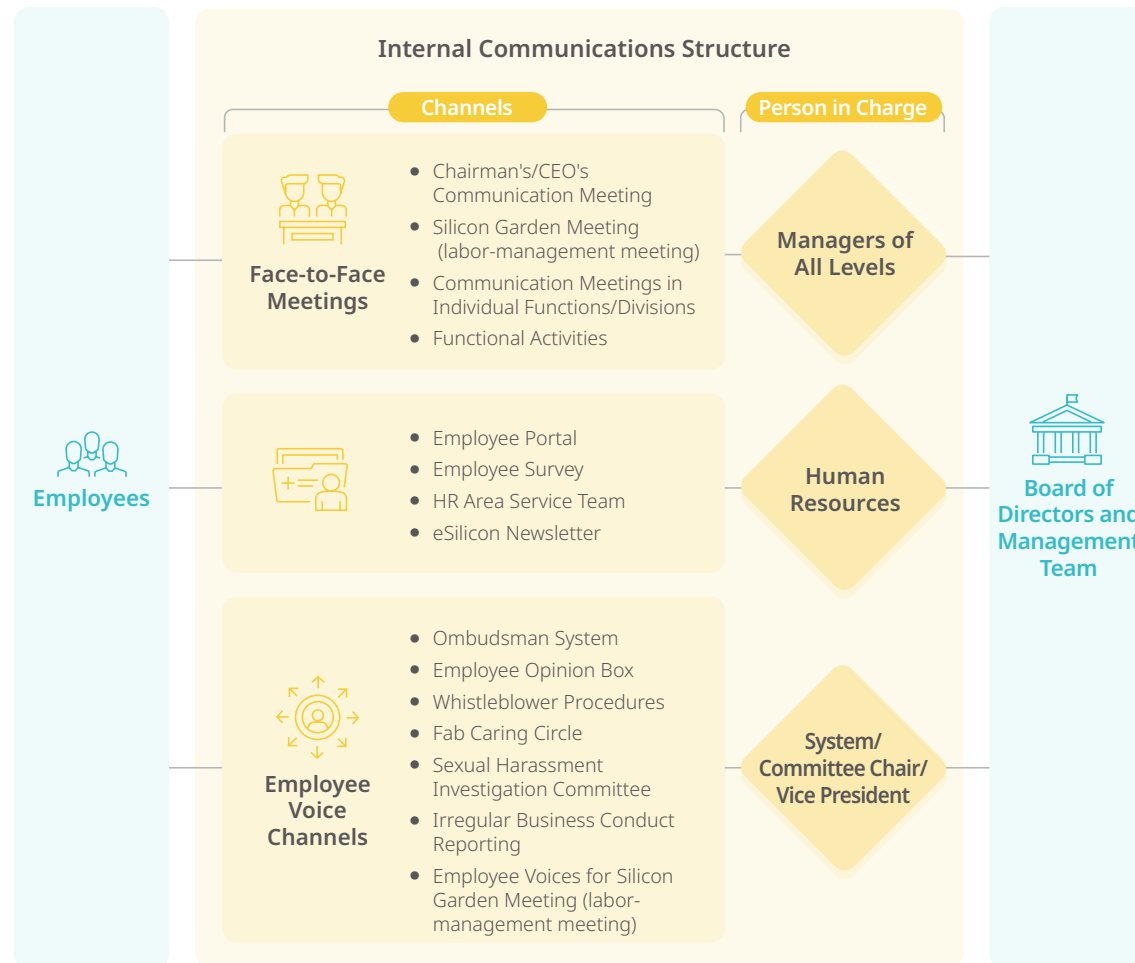 Internal Communications Structure
Channels
Person in Charge
Employees
Face-to-Face
Meetings
• Chairman's/CEO's
Communication Meeting
• Silicon Garden Meeting
(labor-management meeting)
• Communication Meetings in
Individual Functions/Divisions
• Functional Activities
Managers of
All Levels
• Employee Portal
• Employee Survey
• HR Area Service Team
• eSilicon Newsletter
Human
Resources
Employee
Voice
Channels
• Ombudsman System
• Employee Opinion Box
• Whistleblower Procedures
• Fab Caring Circle
• Sexual Harassment
Investigation Committee
• Irregular Business Conduct
Reporting
• Employee Voices for Silicon
Garden Meeting (labor-
management meeting)
System/
Committee Chair/
Vice President
Board of
Directors and
Management
Team